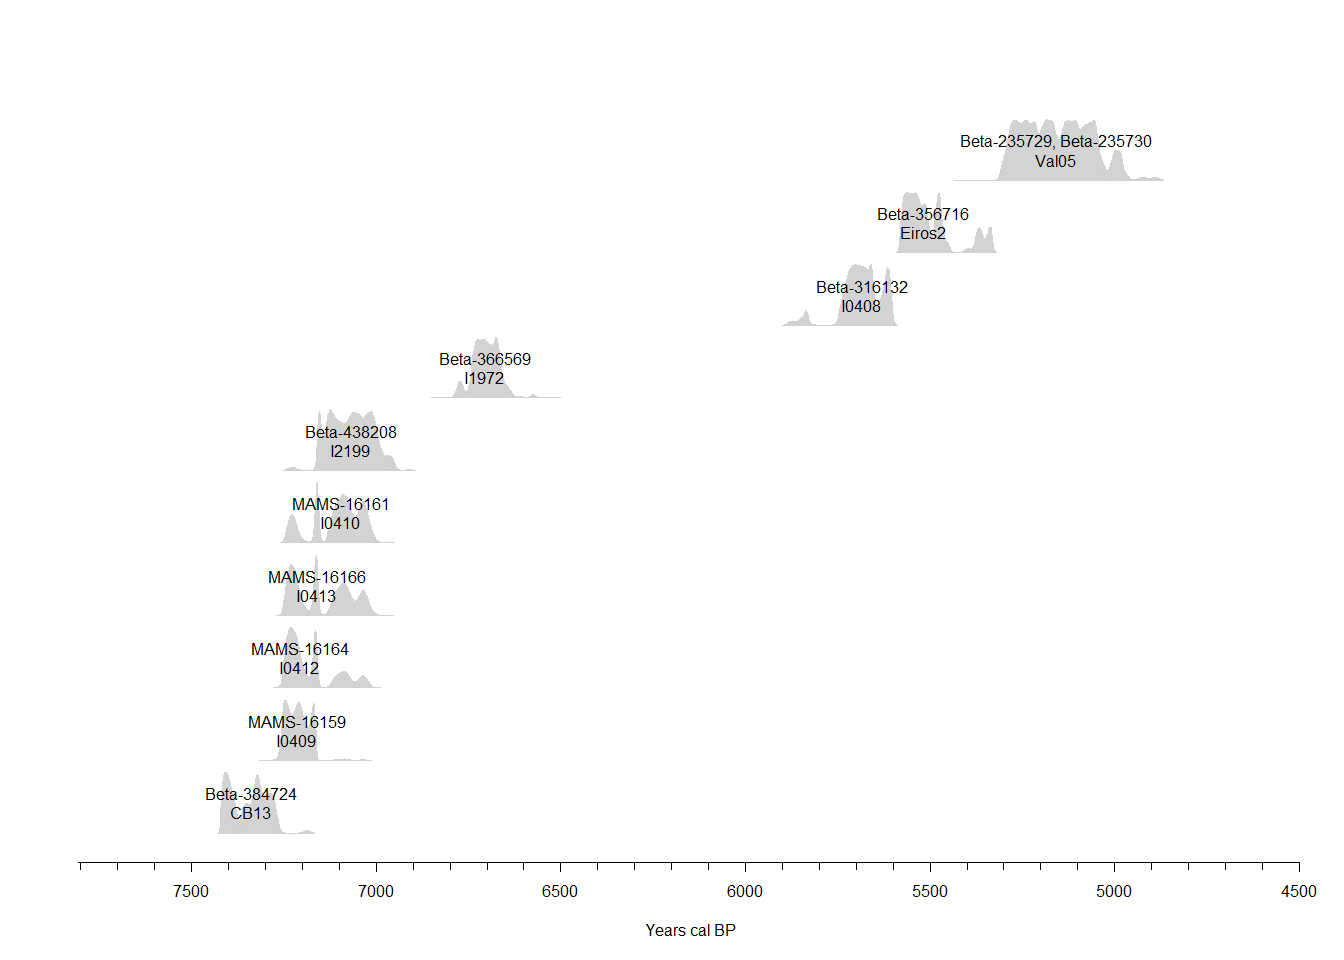 Beta-235729, Beta-235730
Val05
Beta-356716
Eiros2
Beta-316132
I0408
Beta-366569
I1972
Beta-438208
I2199
MAMS-16161
I0410
MAMS-16166
I0413
MAMS-16164
I0412
MAMS-16159
I0409
Beta-384724
CB13
7500 7000 6500 6000 5500 5000 4500
Years cal BP